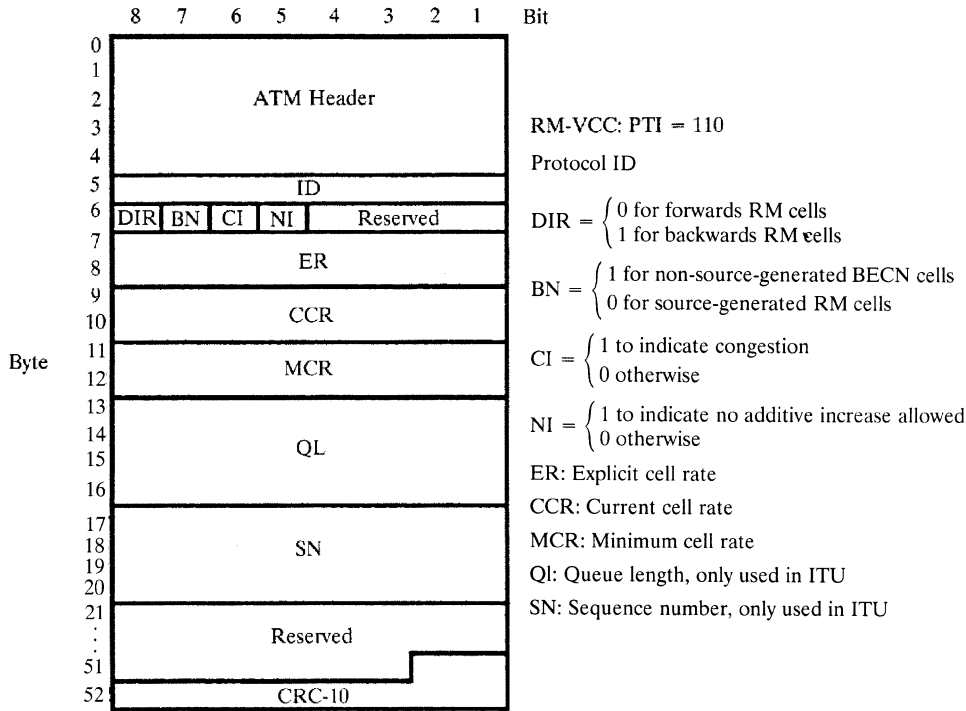 8 7 6 5 4 3 2 1 Bit
0
1
2
3
4
ATM Header
RM-VCC: PTI = 110
Protocol ID
5
ID
6
DIR BN CI NI Reserved
DIR = { 0 for forwards RM cells
1 for backwards RM cells
7
8
ER
BN = { 1 for non-source-generated BECN cells
0 for source-generated RM cells
9
10
CCR
CI = { 1 to indicate congestion
0 otherwise
Byte
11
12
MCR
NI = { 1 to indicate no additive increase allowed
0 otherwise
13
14
15
16
QL
ER: Explicit cell rate
CCR: Current cell rate
MCR: Minimum cell rate
Ql: Queue length, only used in ITU
SN: Sequence number, only used in ITU
17
18
19
20
SN
21
:
51
Reserved
52
CRC-10